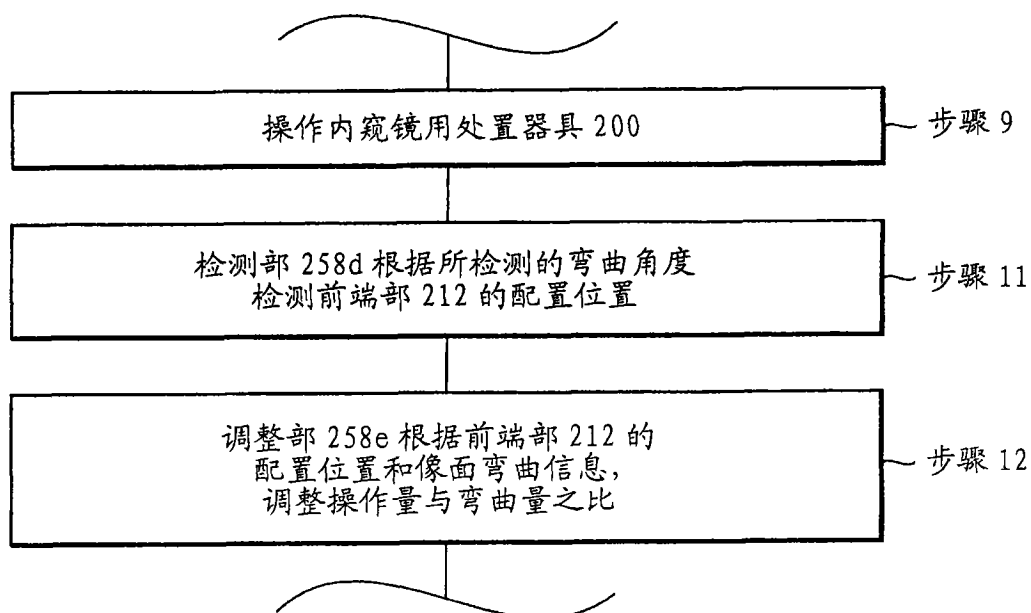 操作内窥镜用处置器具 200
步骤 9
检测部 258d 根据所检测的弯曲角度
检测前端部 212 的配置位置
步骤 11
调整部 258e 根据前端部 212 的
配置位置和像面弯曲信息,
调整操作量与弯曲量之比
步骤 12